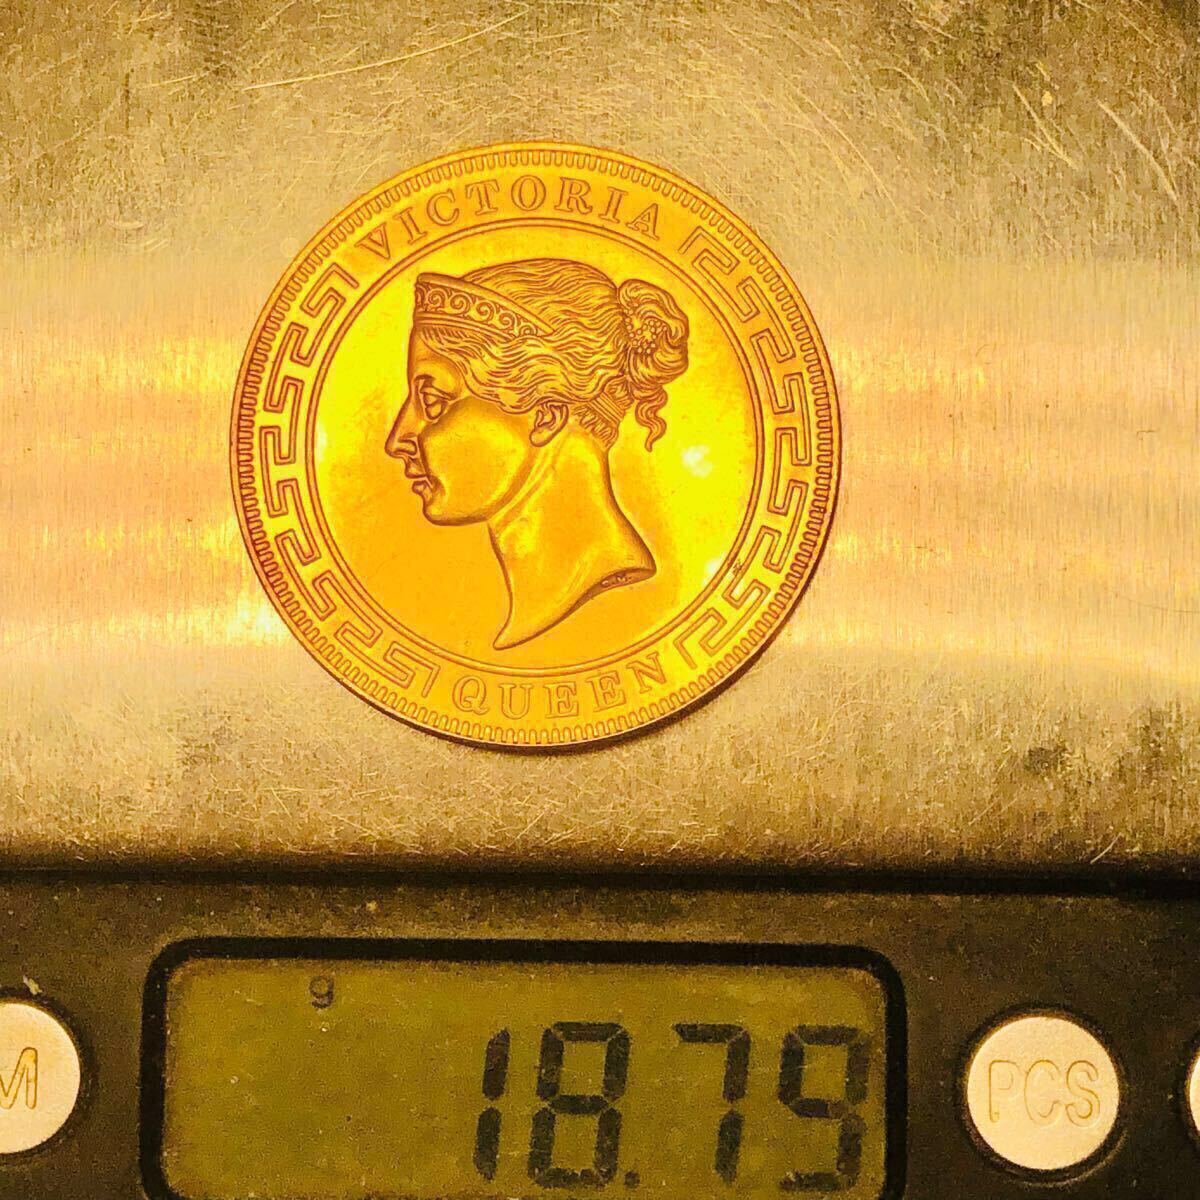 VICTORIA
C.M.
QUEEN
g
18.79
M
PCS